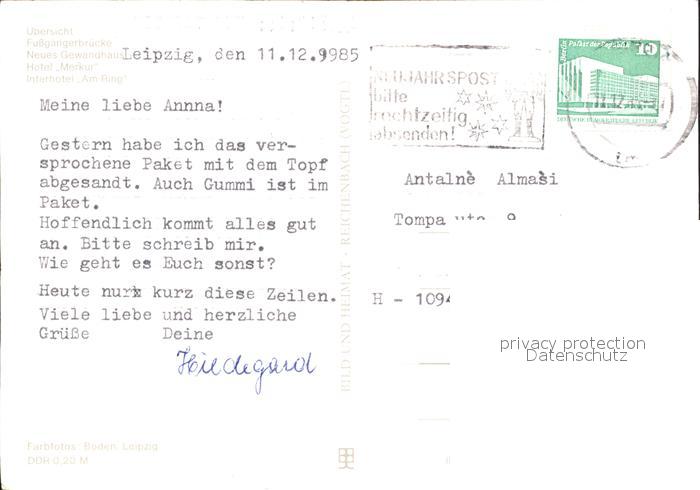 Übersicht
Fußgängerbrücke
Neues Gewandhaus
Hotel „Merkur"
Interhotel „Am Ring"
Leipzig, den 11.12.9985
Meine liebe Annna!
Gestern habe ich das ver-
sprochene Paket mit dem Topf
abgesandt. Auch Gummi ist im
Paket.
Hoffendlich kommt alles gut
an. Bitte schreib mir.
Wie geht es Euch sonst?
Heute nur kurz diese Zeilen.
Viele liebe und herzliche
Grüße Deine
Hildegard
Farbfotos: Boden, Leipzig
DDR 0,20 M
BILD UND HEIMAT · REICHENBACH (VOGTL)
NEUJAHRSPOST
bitte
rechtzeitig
absenden!
Berlin Palast der Republik 10
DEUTSCHE DEMOKRATISCHE REPUBLIK
Antalnè Almasi
Tompa
H - 1094
privacy protection
Datenschutz